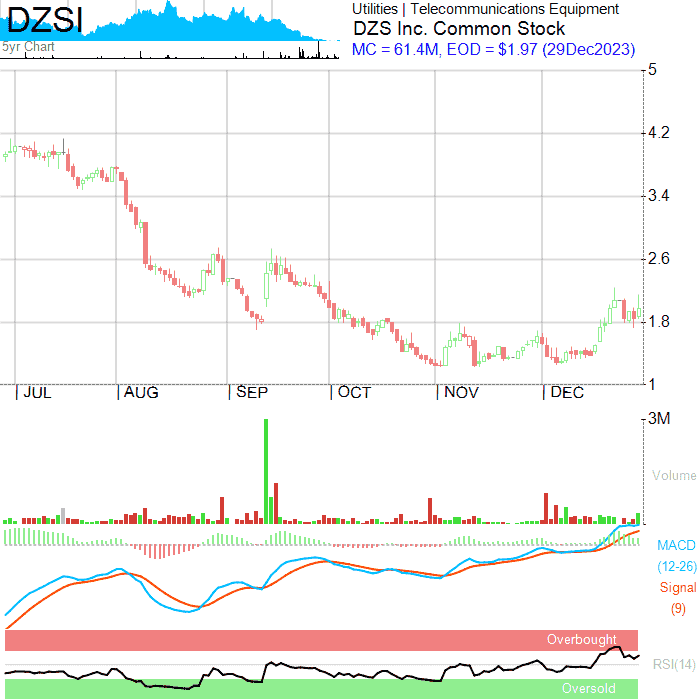 DZSI
5yr Chart
Utilities | Telecommunications Equipment
DZS Inc. Common Stock
MC = 61.4M, EOD = $1.97 (29Dec2023)
5
4.2
3.4
2.6
1.8
1
JUL AUG SEP OCT NOV DEC
3M
Volume
MACD
(12-26)
Signal
(9)
Overbought
RSI(14)
Oversold